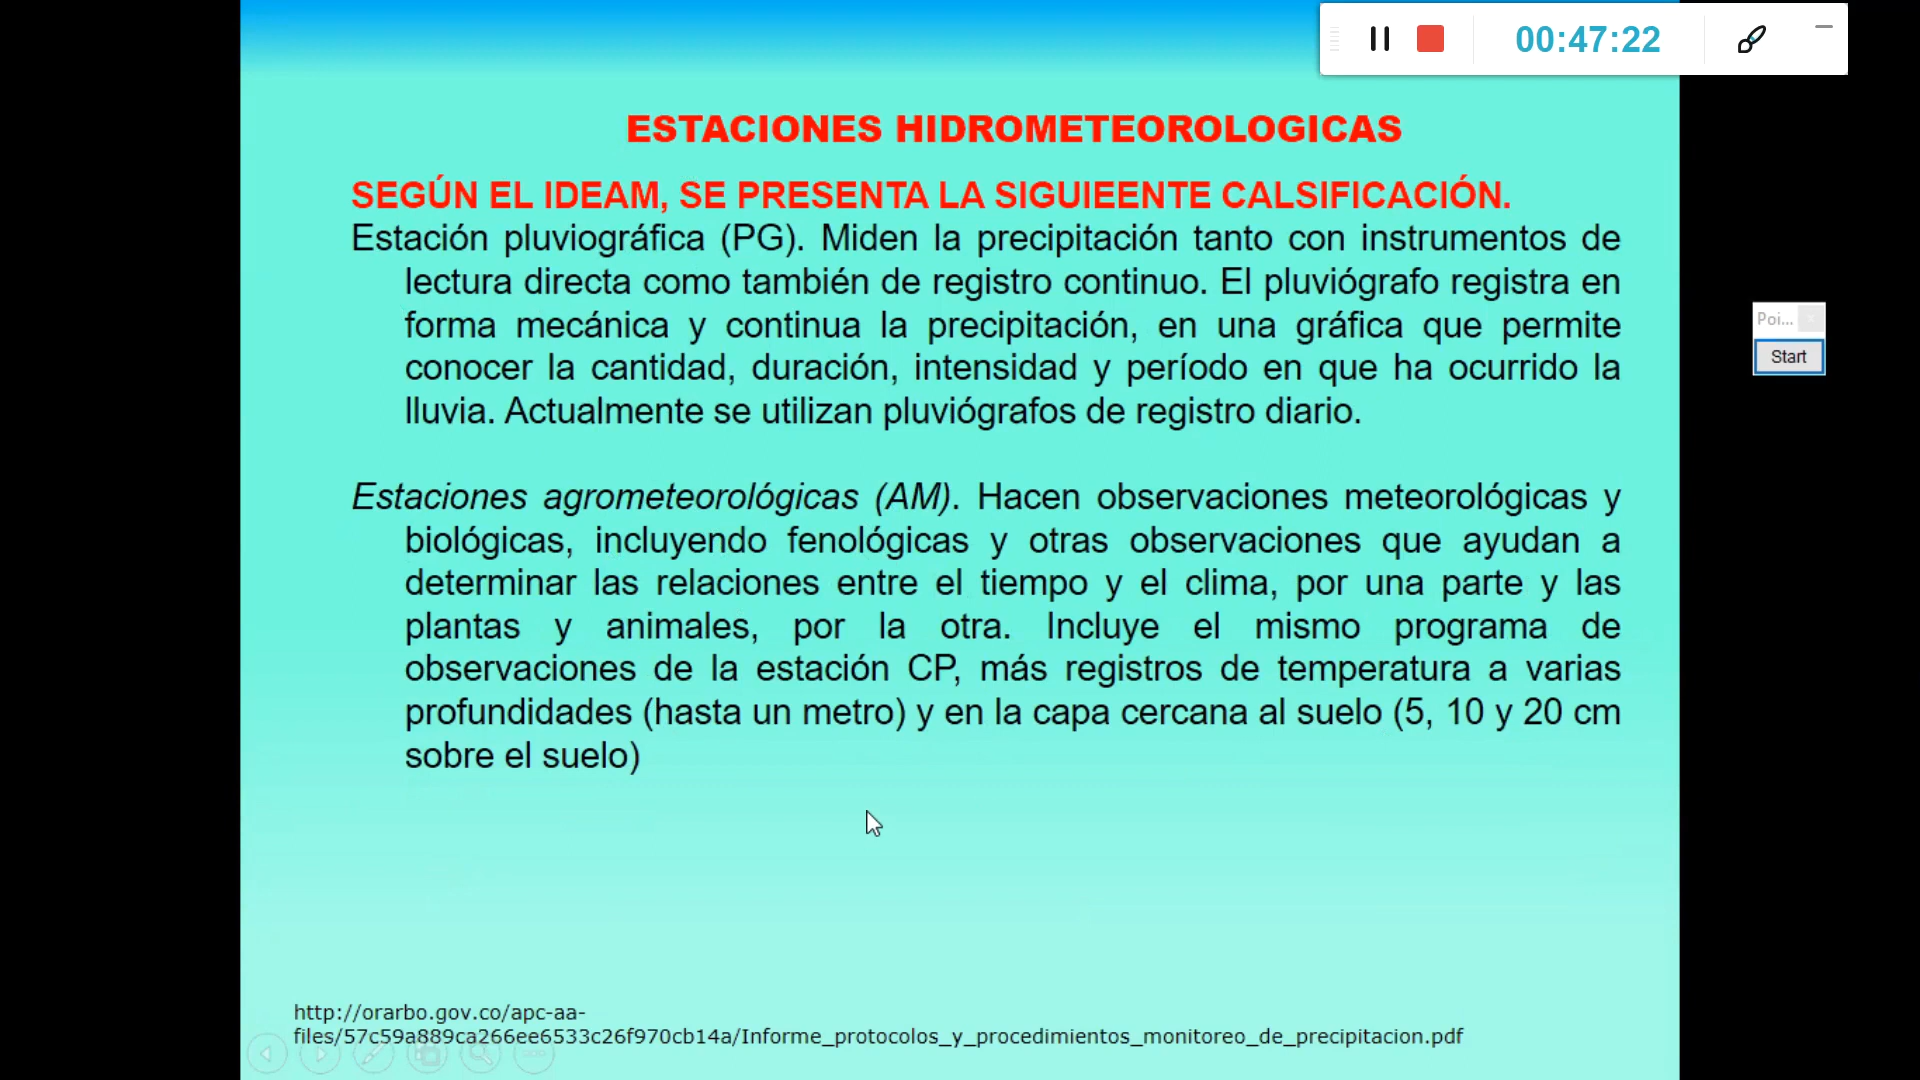 00:47:22
ESTACIONES HIDROMETEOROLOGICAS
SEGÚN EL IDEAM, SE PRESENTA LA SIGUIEENTE CALSIFICACIÓN.
Estación pluviográfica (PG). Miden la precipitación tanto con instrumentos de
lectura directa como también de registro continuo. El pluviógrafo registra en
forma mecánica y continua la precipitación, en una gráfica que permite
conocer la cantidad, duración, intensidad y período en que ha ocurrido la
lluvia. Actualmente se utilizan pluviógrafos de registro diario.
Poi...
Start
Estaciones agrometeorológicas (AM). Hacen observaciones meteorológicas y
biológicas, incluyendo fenológicas y otras observaciones que ayudan a
determinar las relaciones entre el tiempo y el clima, por una parte y las
plantas y animales, por la otra. Incluye el mismo programa de
observaciones de la estación CP, más registros de temperatura a varias
profundidades (hasta un metro) y en la capa cercana al suelo (5, 10 y 20 cm
sobre el suelo)
http://orarbo.gov.co/apc-aa-
files/57c59a889ca266ee6533c26f970cb14a/Informe_protocolos_y_procedimientos_monitoreo_de_precipitacion.pdf